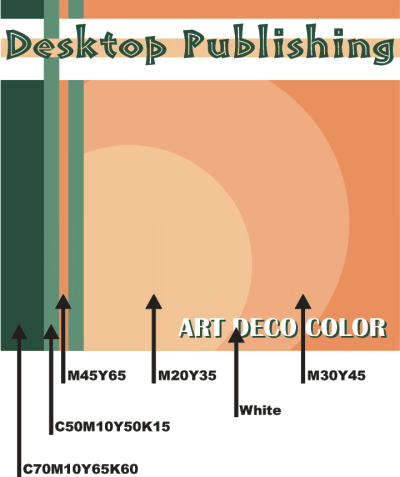 Desktop Publishing
ART DECO COLOR
M45Y65
M20Y35
M30Y45
White
C50M10Y50K15
C70M10Y65K60